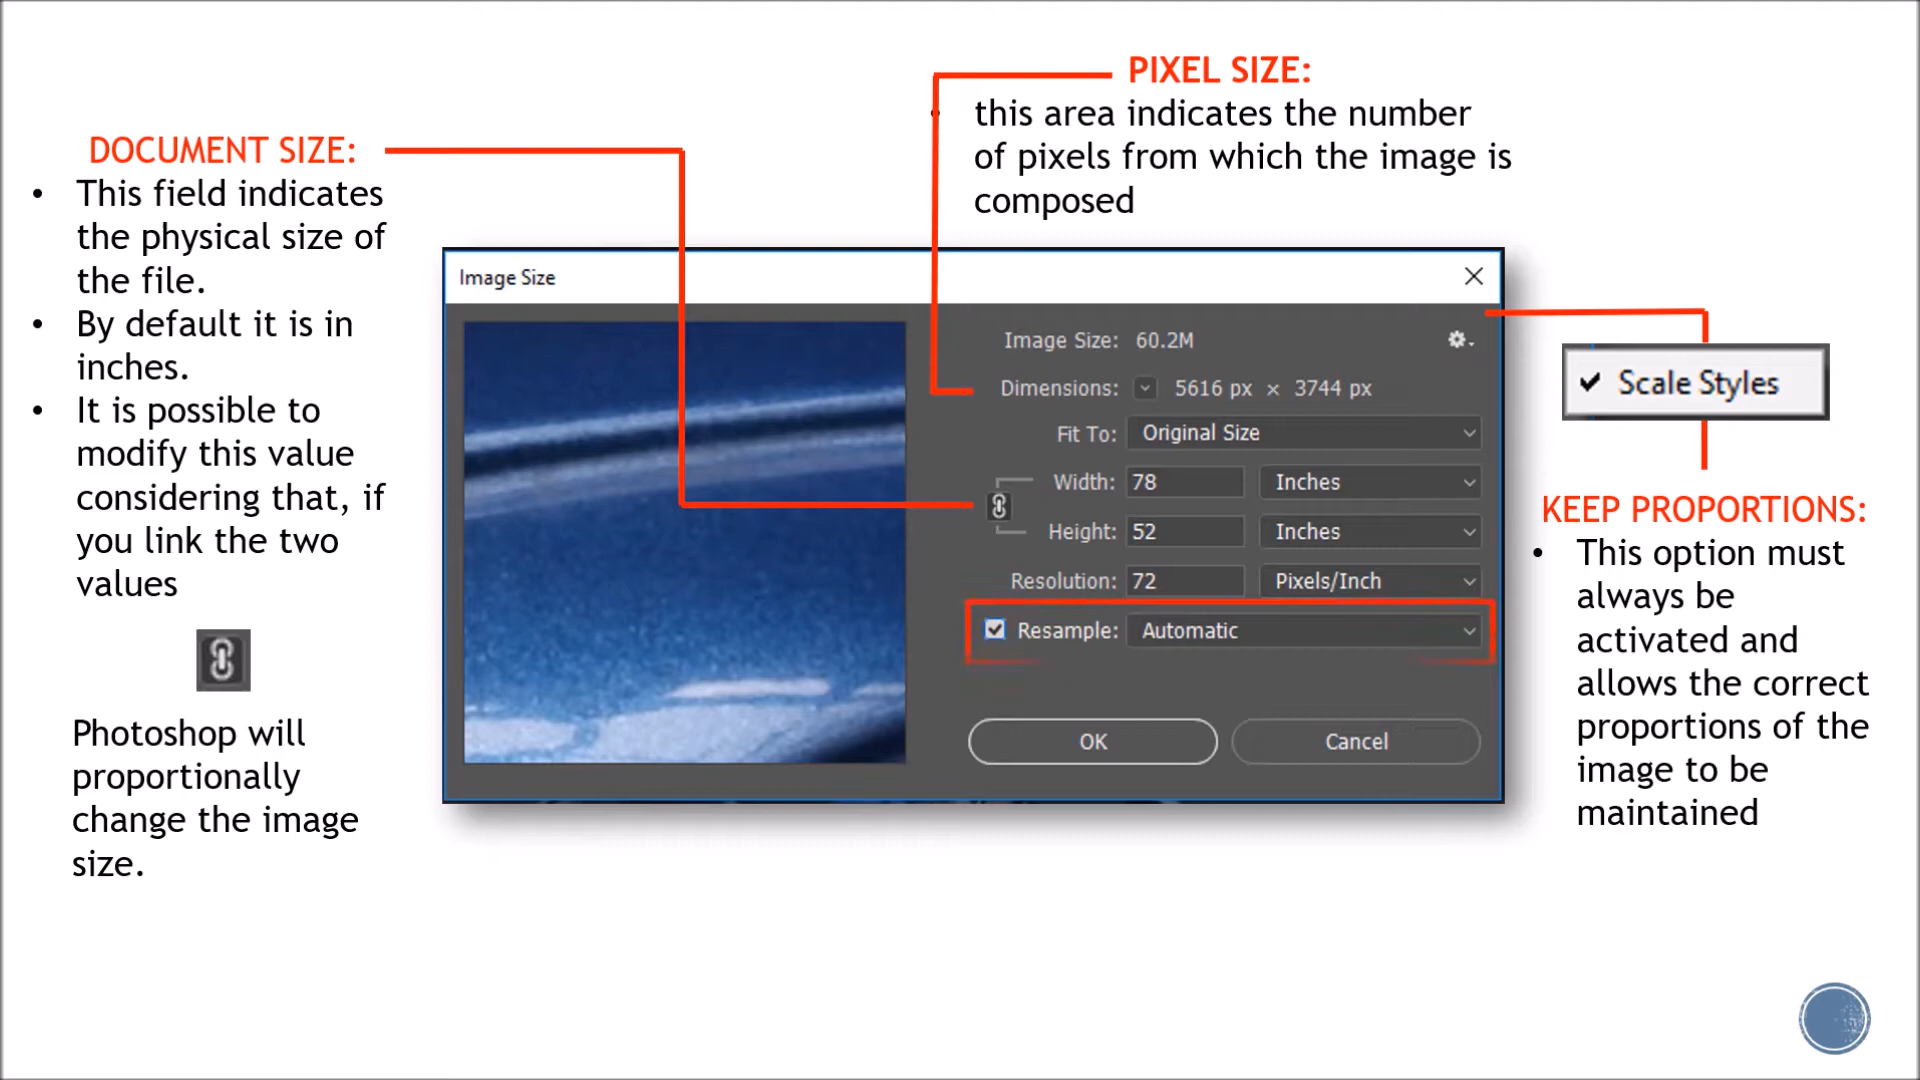 PIXEL SIZE:
• this area indicates the number
of pixels from which the image is
composed
DOCUMENT SIZE:
• This field indicates
the physical size of
the file.
• By default it is in
inches.
• It is possible to
modify this value
considering that, if
you link the two
values
Photoshop will
proportionally
change the image
size.
Image Size
Image Size: 60.2M
Dimensions: 5616 px × 3744 px
Fit To: Original Size
Width: 78 Inches
Height: 52 Inches
Resolution: 72 Pixels/Inch
Resample: Automatic
OK Cancel
Scale Styles
KEEP PROPORTIONS:
• This option must
always be
activated and
allows the correct
proportions of the
image to be
maintained